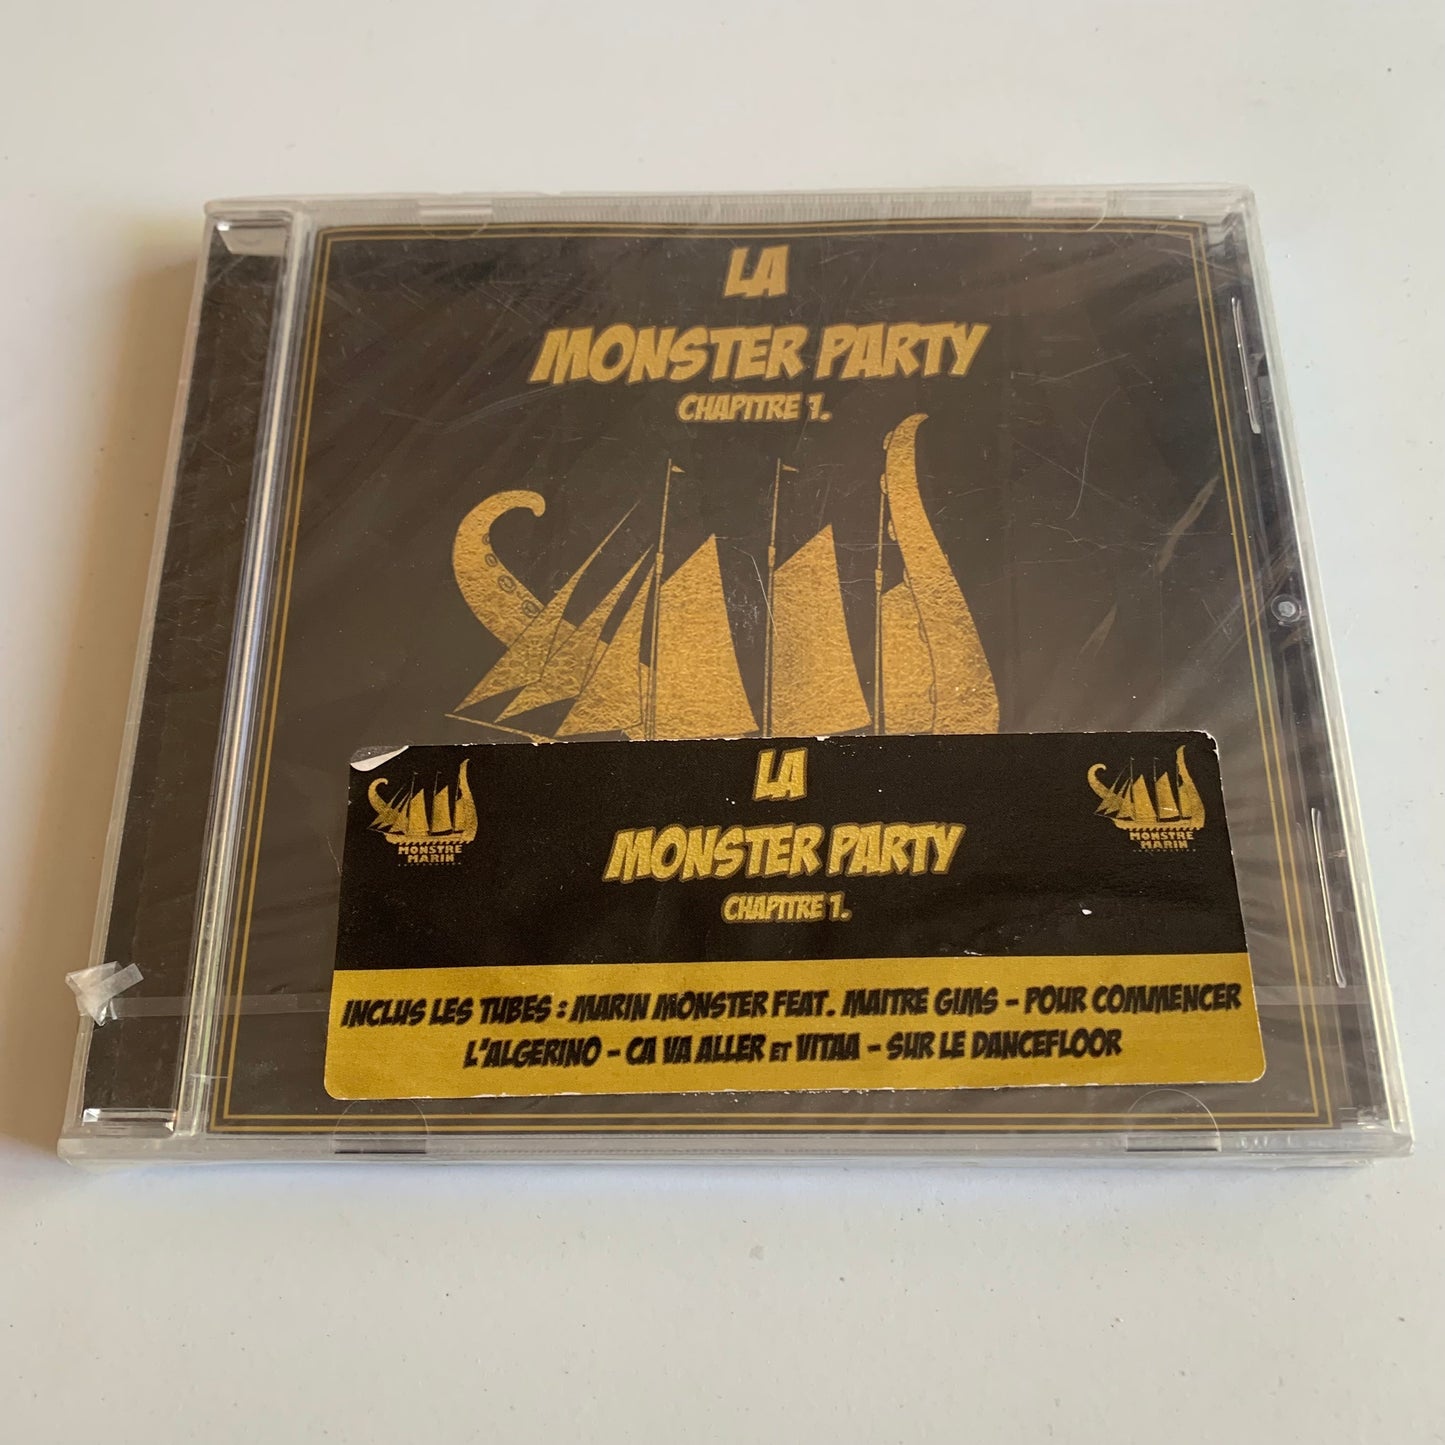 LA
MONSTER PARTY
CHAPITRE 1.
LA
MONSTER PARTY
CHAPITRE 1.
MONSTRE
MARIN
MONSTRE
MARIN
INCLUS LES TUBES : MARIN MONSTER FEAT. MAITRE GIMS - POUR COMMENCER
L'ALGERINO - CA VA ALLER ET VITAA - SUR LE DANCEFLOOR